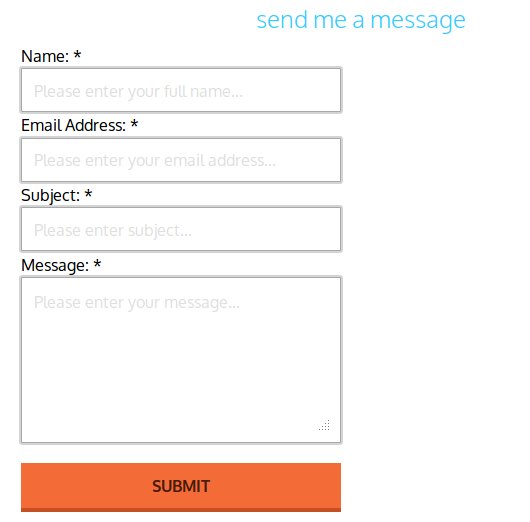 send me a message
Name: *
Please enter your full name...
Email Address: *
Please enter your email address...
Subject: *
Please enter subject...
Message: *
Please enter your message...
SUBMIT